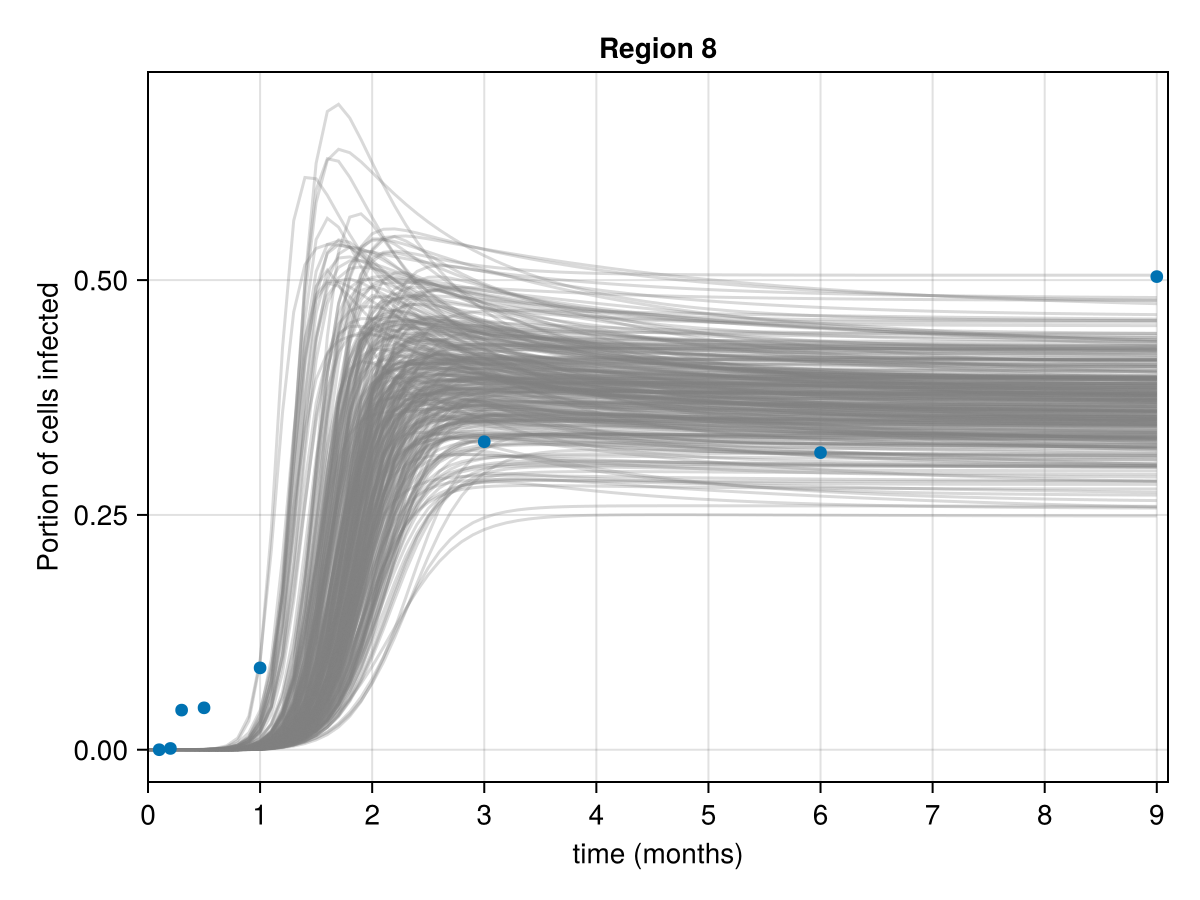 Region 8
Portion of cells infected
0.50
0.25
0.00
0 1 2 3 4 5 6 7 8 9
time (months)